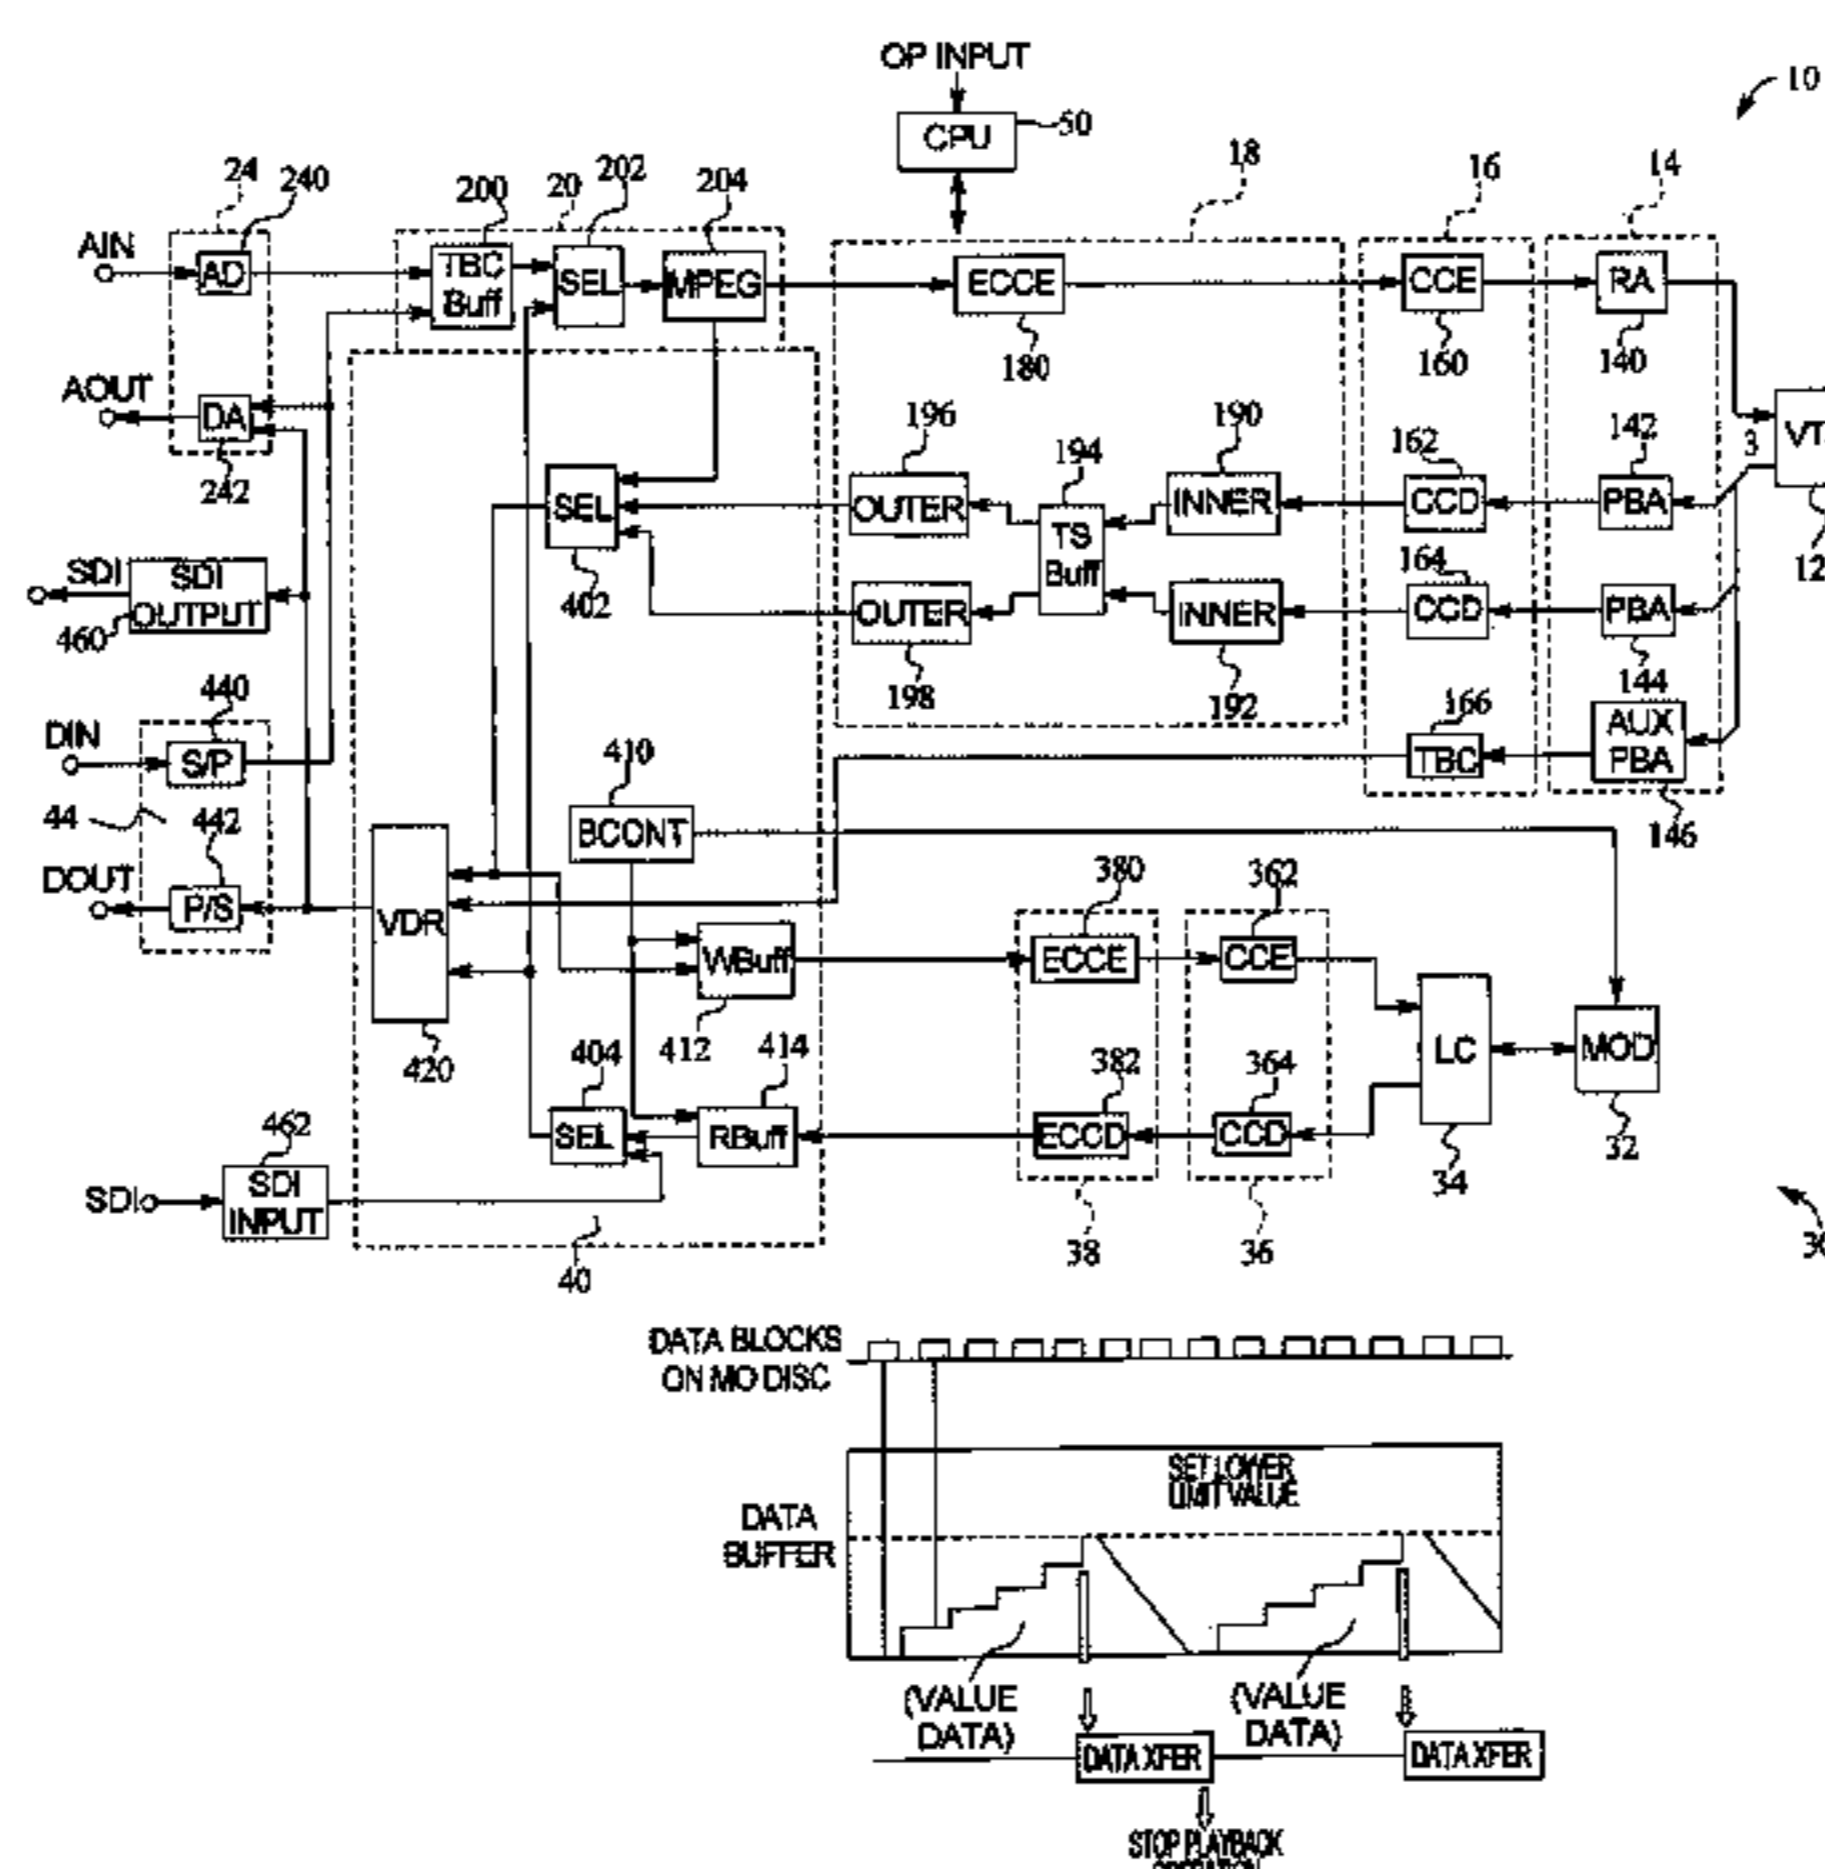 OP INPUT
10
CPU
50
24
240
200
20
202
204
18
16
14
AIN
AD
TBC
Buff
SEL
MPEG
ECCE
CCE
RA
180
160
140
AOUT
DA
242
196
194
190
162
142
3
12
SEL
402
OUTER
TS
Buff
INNER
CCD
PBA
164
SDI
SDI
OUTPUT
460
OUTER
198
INNER
192
CCD
PBA
144
440
166
DIN
S/P
410
TBC
AUX
PBA
146
44
442
BCONT
DOUT
P/S
VDR
420
380
362
WBuff
412
ECCE
CCE
LC
MOD
32
34
404
414
382
364
SEL
RBuff
ECCD
CCD
462
SDI
SDI
INPUT
40
38
36
DATA BLOCKS
ON MO DISC
SET LOWER
LIMIT VALUE
DATA
BUFFER
(VALUE
DATA)
(VALUE
DATA)
DATA XFER
DATA XFER
STOP PLAYBACK